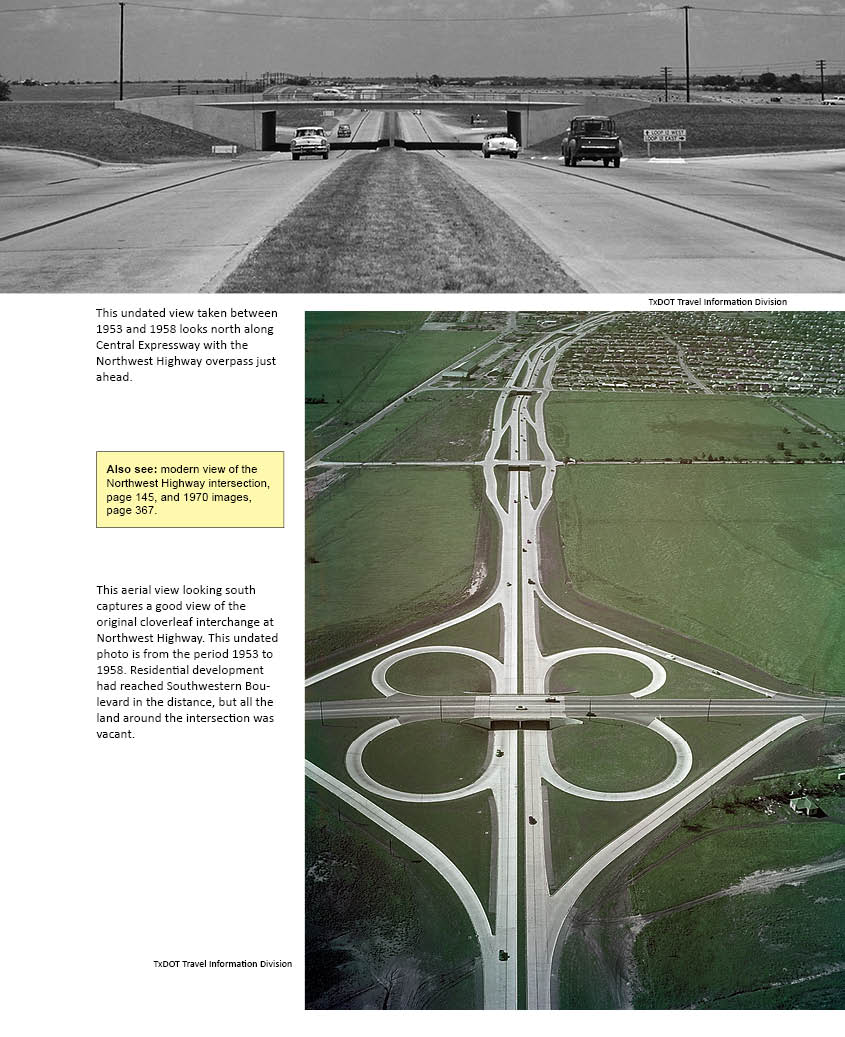 LOOP 12 WEST
LOOP 12 EAST
TxDOT Travel Information Division
This undated view taken between
1953 and 1958 looks north along
Central Expressway with the
Northwest Highway overpass just
ahead.
Also see: modern view of the
Northwest Highway intersection,
page 145, and 1970 images,
page 367.
This aerial view looking south
captures a good view of the
original cloverleaf interchange at
Northwest Highway. This undated
photo is from the period 1953 to
1958. Residential development
had reached Southwestern Bou-
levard in the distance, but all the
land around the intersection was
vacant.
TxDOT Travel Information Division